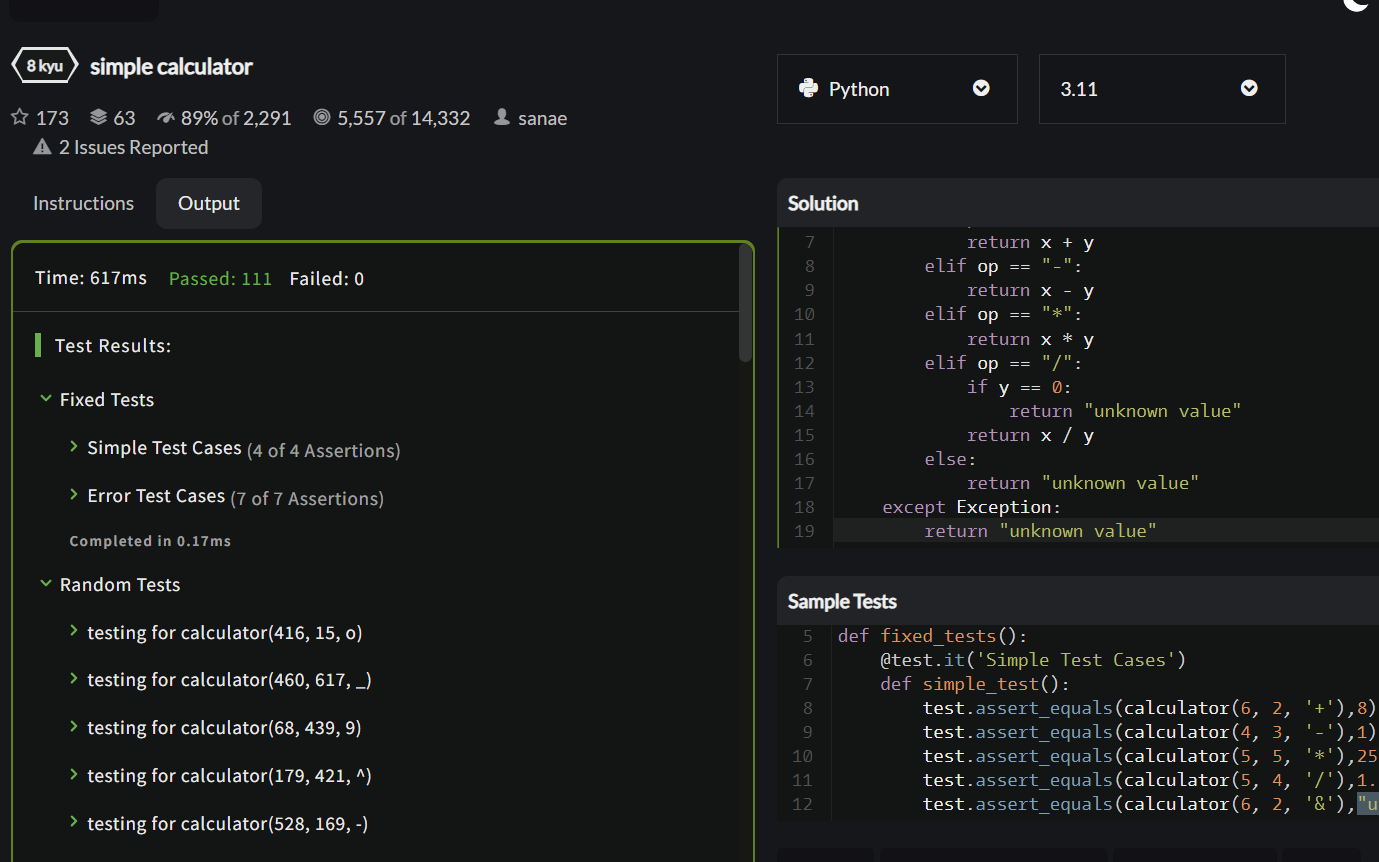 8 kyu simple calculator
173 63 89% of 2,291 5,557 of 14,332 sanae
2 Issues Reported
Instructions Output
Time: 617ms Passed: 111 Failed: 0
Test Results:
Fixed Tests
Simple Test Cases (4 of 4 Assertions)
Error Test Cases (7 of 7 Assertions)
Completed in 0.17ms
Random Tests
testing for calculator(416, 15, o)
testing for calculator(460, 617, _)
testing for calculator(68, 439, 9)
testing for calculator(179, 421, ^)
testing for calculator(528, 169, -)
Python 3.11
Solution
7 return x + y
8 elif op == "-":
9 return x - y
10 elif op == "*":
11 return x * y
12 elif op == "/":
13 if y == 0:
14 return "unknown value"
15 return x / y
16 else:
17 return "unknown value"
18 except Exception:
19 return "unknown value"
Sample Tests
5 def fixed_tests():
6 @test.it('Simple Test Cases')
7 def simple_test():
8 test.assert_equals(calculator(6, 2, '+'),8)
9 test.assert_equals(calculator(4, 3, '-'),1)
10 test.assert_equals(calculator(5, 5, '*'),25
11 test.assert_equals(calculator(5, 4, '/'),1.
12 test.assert_equals(calculator(6, 2, '&'),"u